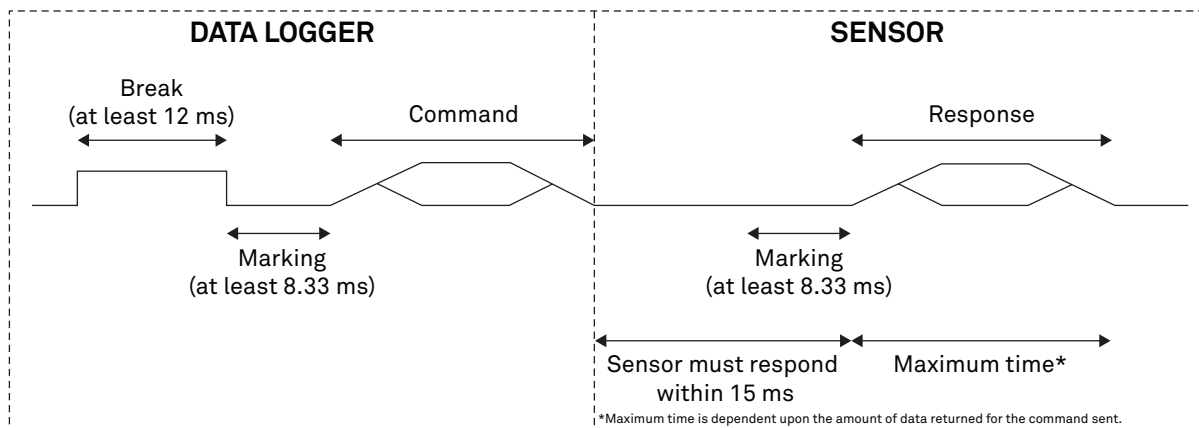 DATA LOGGER
SENSOR
Break
(at least 12 ms)
Command
Response
Marking
(at least 8.33 ms)
Marking
(at least 8.33 ms)
Sensor must respond
within 15 ms
Maximum time*
*Maximum time is dependent upon the amount of data returned for the command sent.